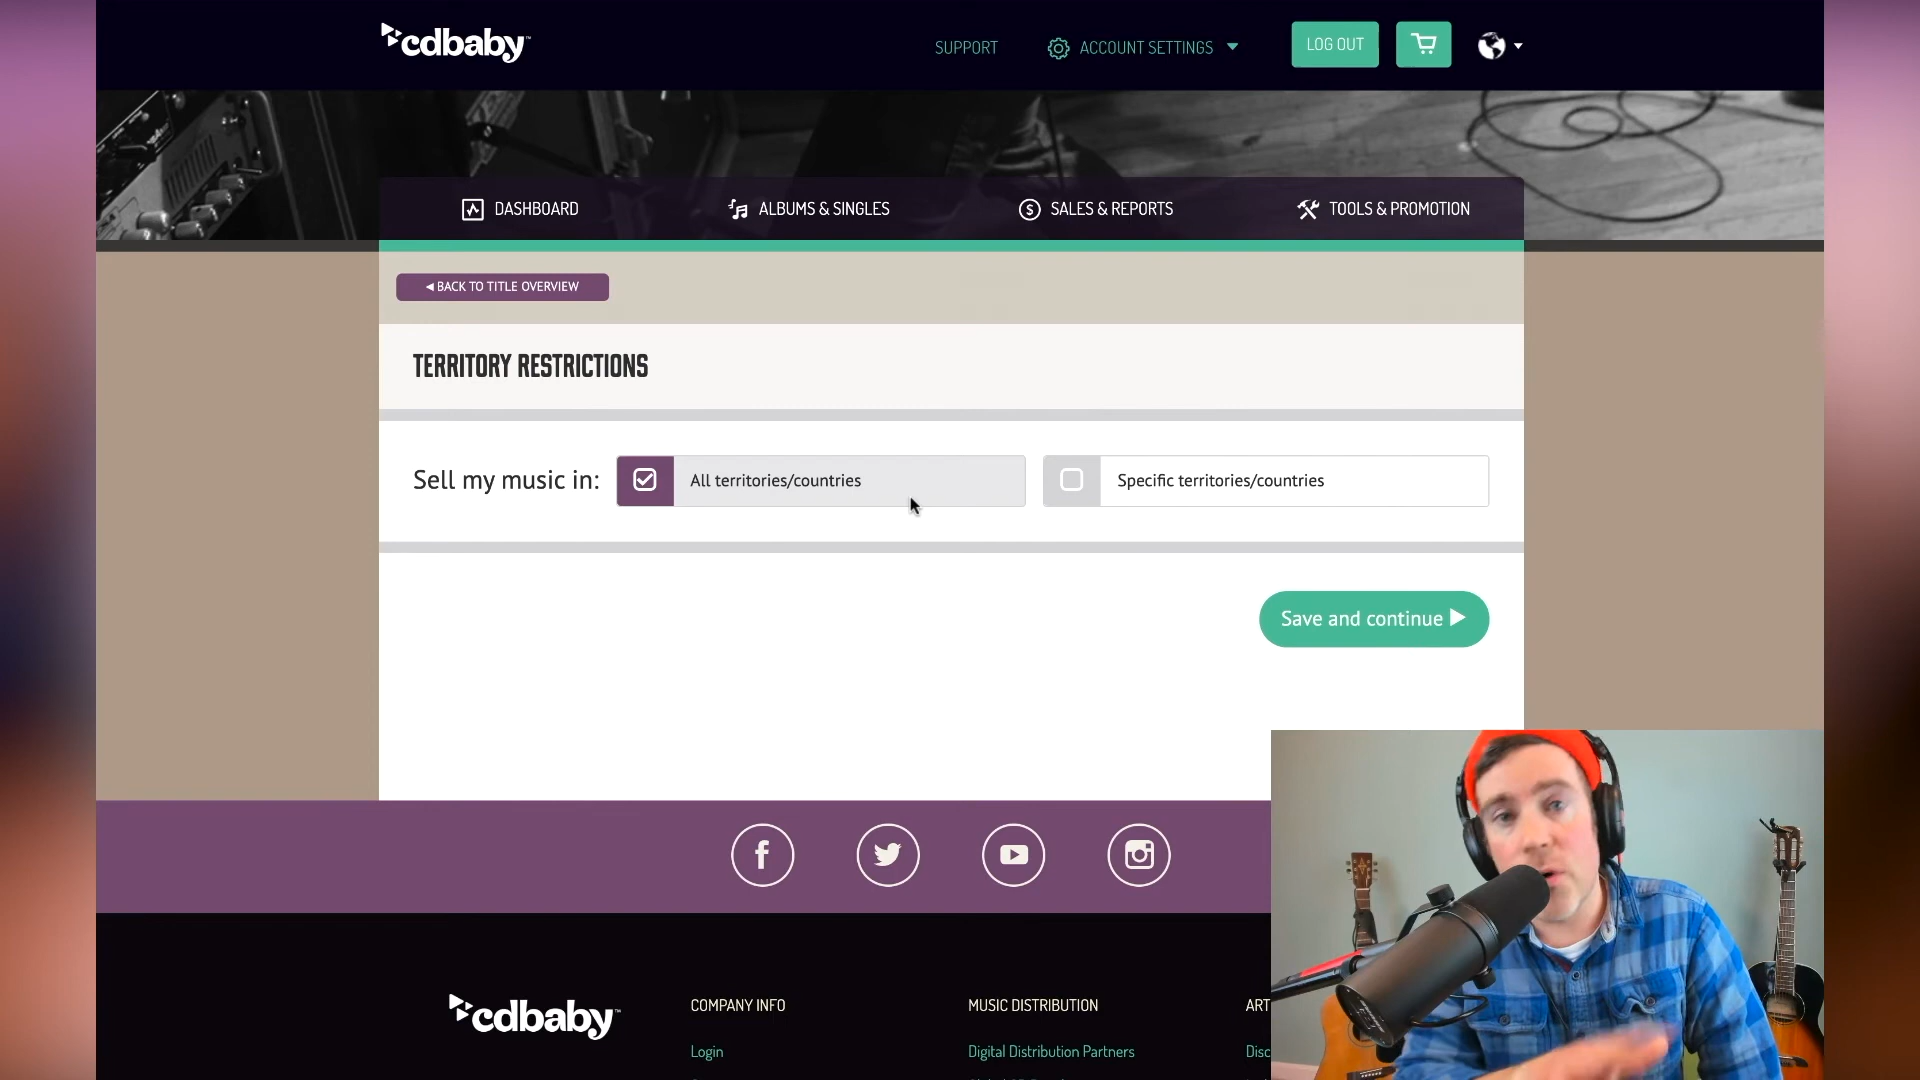 cdbaby™
SUPPORT
ACCOUNT SETTINGS
LOG OUT
DASHBOARD
ALBUMS & SINGLES
SALES & REPORTS
TOOLS & PROMOTION
BACK TO TITLE OVERVIEW
TERRITORY RESTRICTIONS
Sell my music in:
All territories/countries
Specific territories/countries
Save and continue
cdbaby™
COMPANY INFO
MUSIC DISTRIBUTION
ART
Login
Digital Distribution Partners
Disc